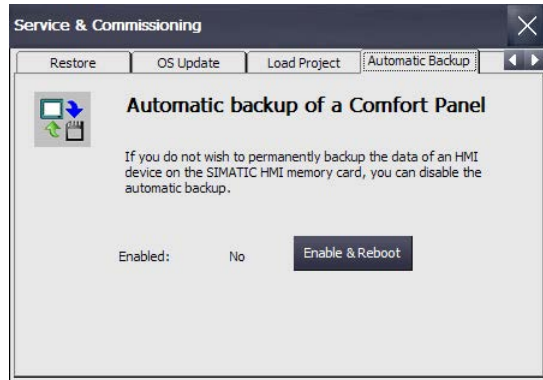 Service & Commissioning
Restore
OS Update
Load Project
Automatic Backup
Automatic backup of a Comfort Panel
If you do not wish to permanently backup the data of an HMI
device on the SIMATIC HMI memory card, you can disable the
automatic backup.
Enabled: No Enable & Reboot